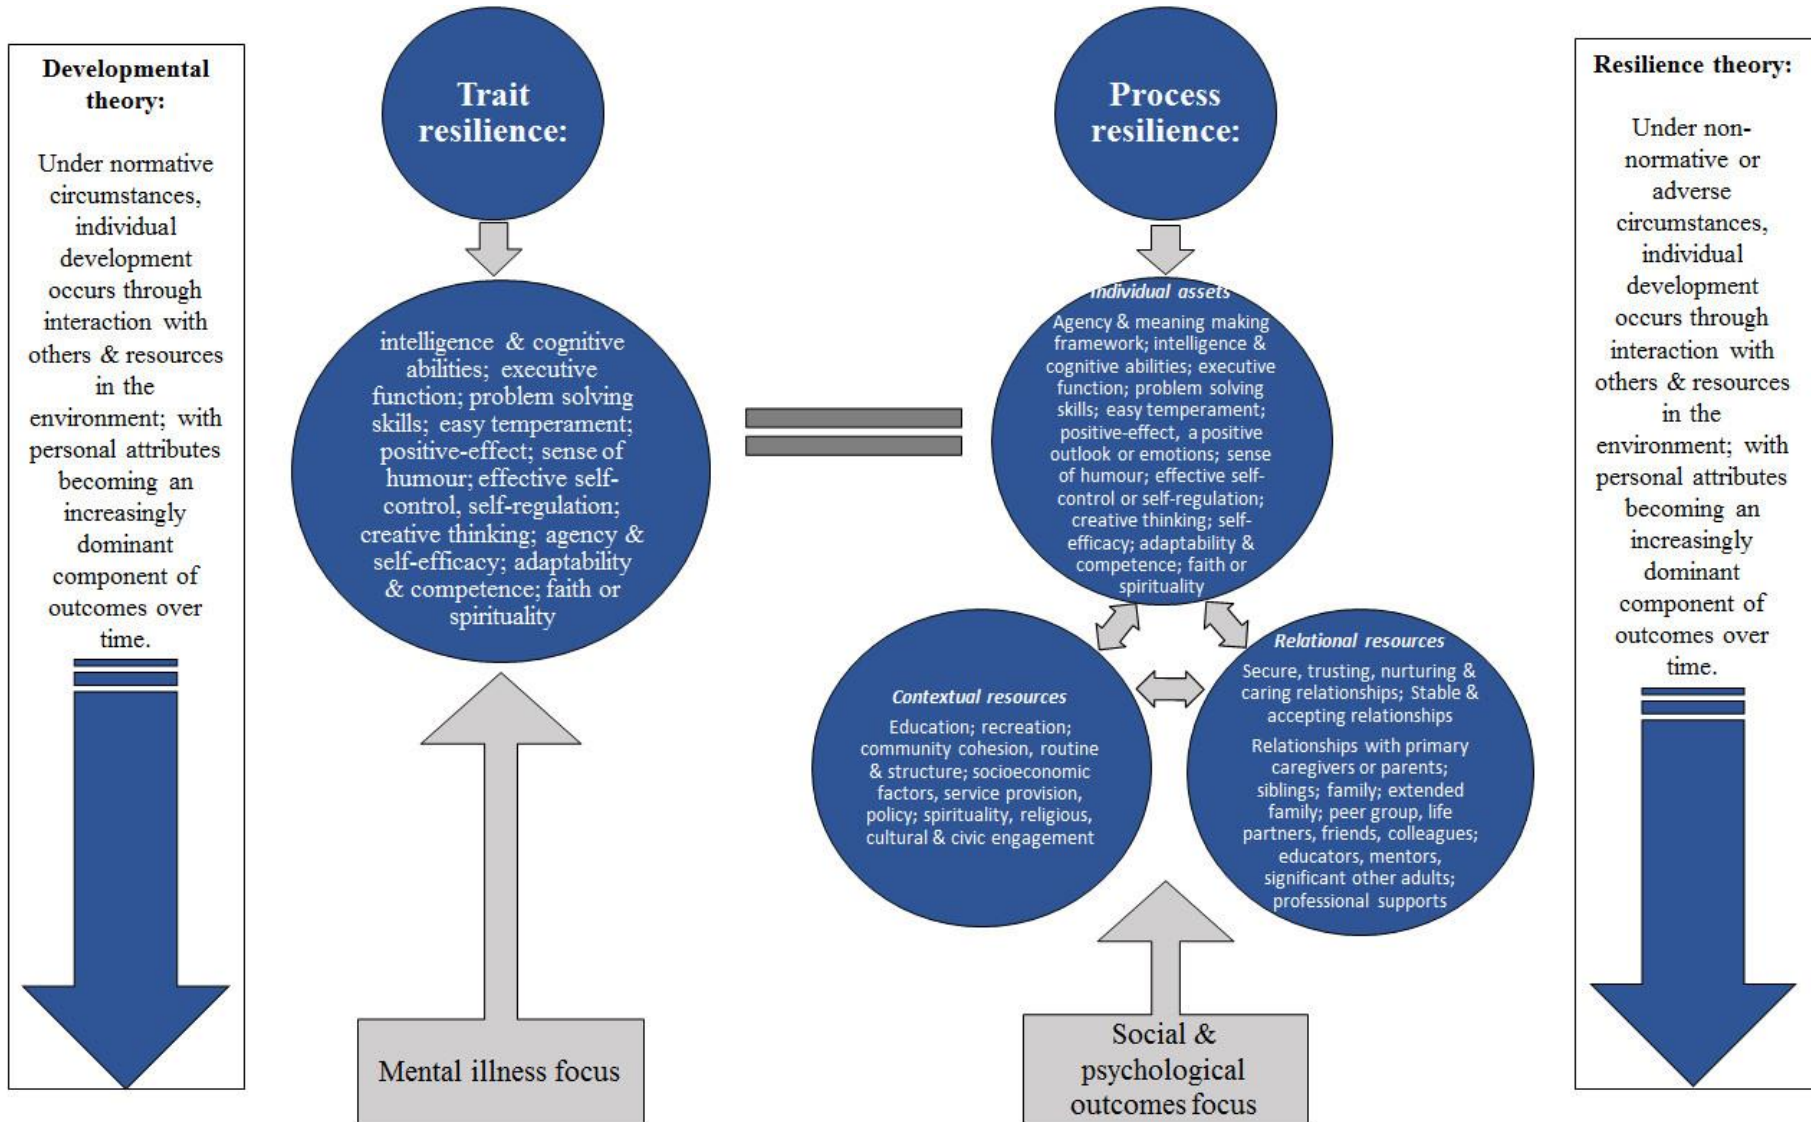 Developmental
theory:
Under normative
circumstances,
individual
development
occurs through
interaction with
others & resources
in the
environment; with
personal attributes
becoming an
increasingly
dominant
component of
outcomes over
time.
Trait
resilience:
intelligence & cognitive
abilities; executive
function; problem solving
skills; easy temperament;
positive-effect; sense of
humour; effective self-
control, self-regulation;
creative thinking; agency &
self-efficacy; adaptability
& competence; faith or
spirituality
Mental illness focus
Process
resilience:
Individual assets
Agency & meaning making
framework; intelligence &
cognitive abilities; executive
function; problem solving
skills; easy temperament;
positive-effect, a positive
outlook or emotions; sense
of humour; effective self-
control or self-regulation;
creative thinking; self-
efficacy; adaptability &
competence; faith or
spirituality
Contextual resources
Education; recreation;
community cohesion, routine
& structure; socioeconomic
factors, service provision,
policy; spirituality, religious,
cultural & civic engagement
Relational resources
Secure, trusting, nurturing &
caring relationships; Stable &
accepting relationships
Relationships with primary
caregivers or parents;
siblings; family; extended
family; peer group, life
partners, friends, colleagues;
educators, mentors,
significant other adults;
professional supports
Social &
psychological
outcomes focus
Resilience theory:
Under non-
normative or
adverse
circumstances,
individual
development
occurs through
interaction with
others & resources
in the
environment; with
personal attributes
becoming an
increasingly
dominant
component of
outcomes over
time.